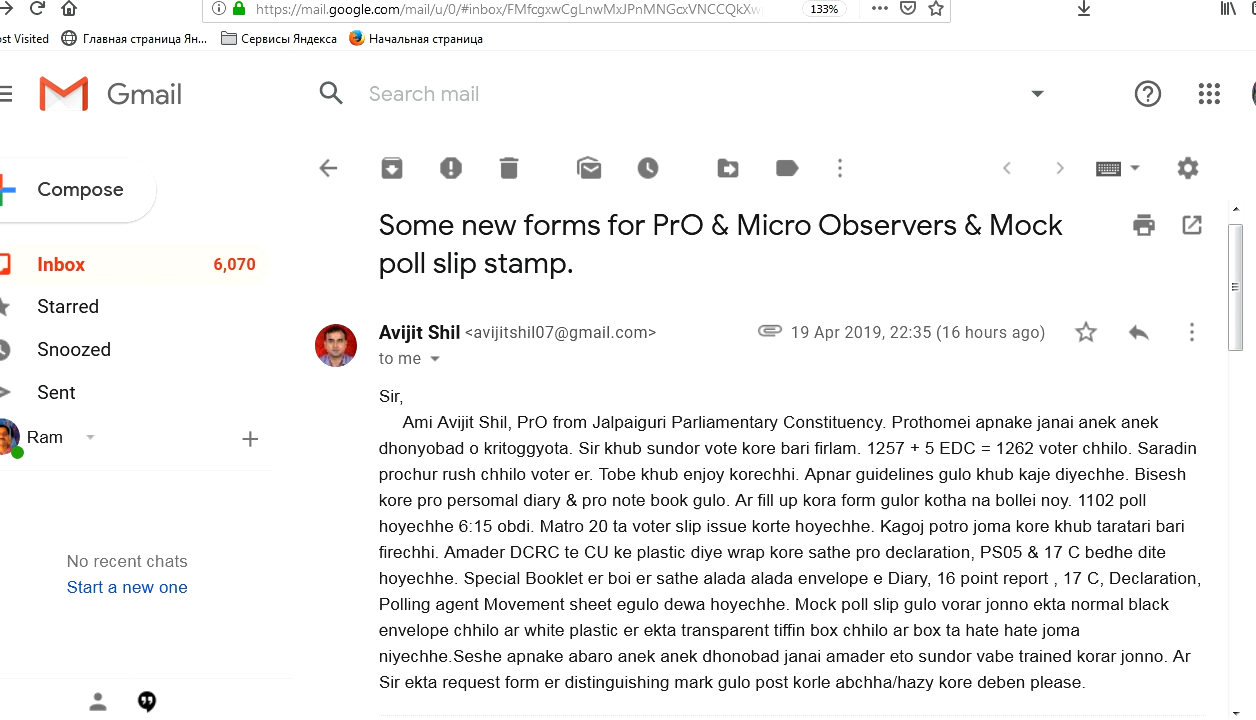 https://mail.google.com/mail/u/0/#inbox/FMfcgxwCgLnwMxJPnMNGcxVNCCQkXw
133%
ost Visited
Главная страница Ян...
Сервисы Яндекса
Начальная страница
Gmail
Search mail
Compose
Some new forms for PrO & Micro Observers & Mock
poll slip stamp.
Inbox 6,070
Starred
Snoozed
Sent
Ram
No recent chats
Start a new one
Avijit Shil <avijitshil07@gmail.com>
19 Apr 2019, 22:35 (16 hours ago)
to me
Sir,
Ami Avijit Shil, PrO from Jalpaiguri Parliamentary Constituency. Prothomei apnake janai anek anek
dhonyobad o kritoggyota. Sir khub sundor vote kore bari firlam. 1257 + 5 EDC = 1262 voter chhilo. Saradin
prochur rush chhilo voter er. Tobe khub enjoy korechhi. Apnar guidelines gulo khub kaje diyechhe. Bisesh
kore pro persomal diary & pro note book gulo. Ar fill up kora form gulor kotha na bollei noy. 1102 poll
hoyechhe 6:15 obdi. Matro 20 ta voter slip issue korte hoyechhe. Kagoj potro joma kore khub taratari bari
firechhi. Amader DCRC te CU ke plastic diye wrap kore sathe pro declaration, PS05 & 17 C bedhe dite
hoyechhe. Special Booklet er boi er sathe alada alada envelope e Diary, 16 point report , 17 C, Declaration,
Polling agent Movement sheet egulo dewa hoyechhe. Mock poll slip gulo vorar jonno ekta normal black
envelope chhilo ar white plastic er ekta transparent tiffin box chhilo ar box ta hate hate joma
niyechhe.Seshe apnake abaro anek anek dhonobad janai amader eto sundor vabe trained korar jonno. Ar
Sir ekta request form er distinguishing mark gulo post korle abchha/hazy kore deben please.